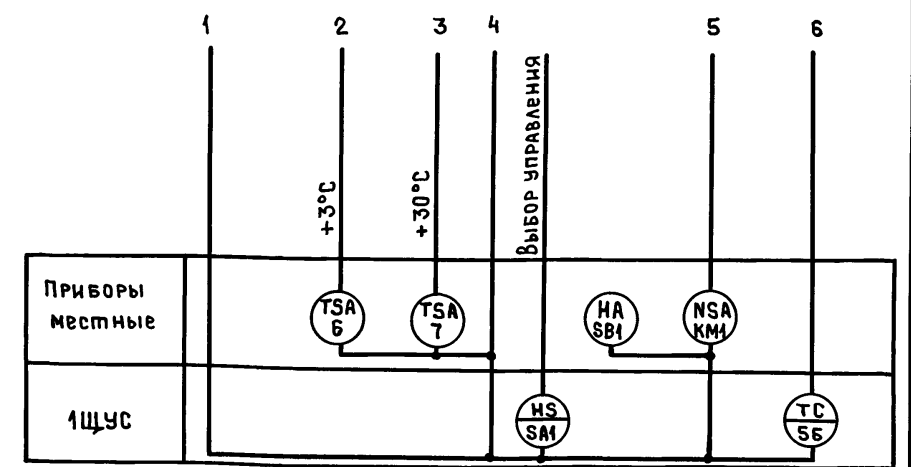 1 2 3 4 5 6
+3°С
+30°С
Выбор управления
Приборы
местные
TSA
6
TSA
7
HA
SB1
NSA
KM1
1ЩУС
HS
SA1
TC
5Б